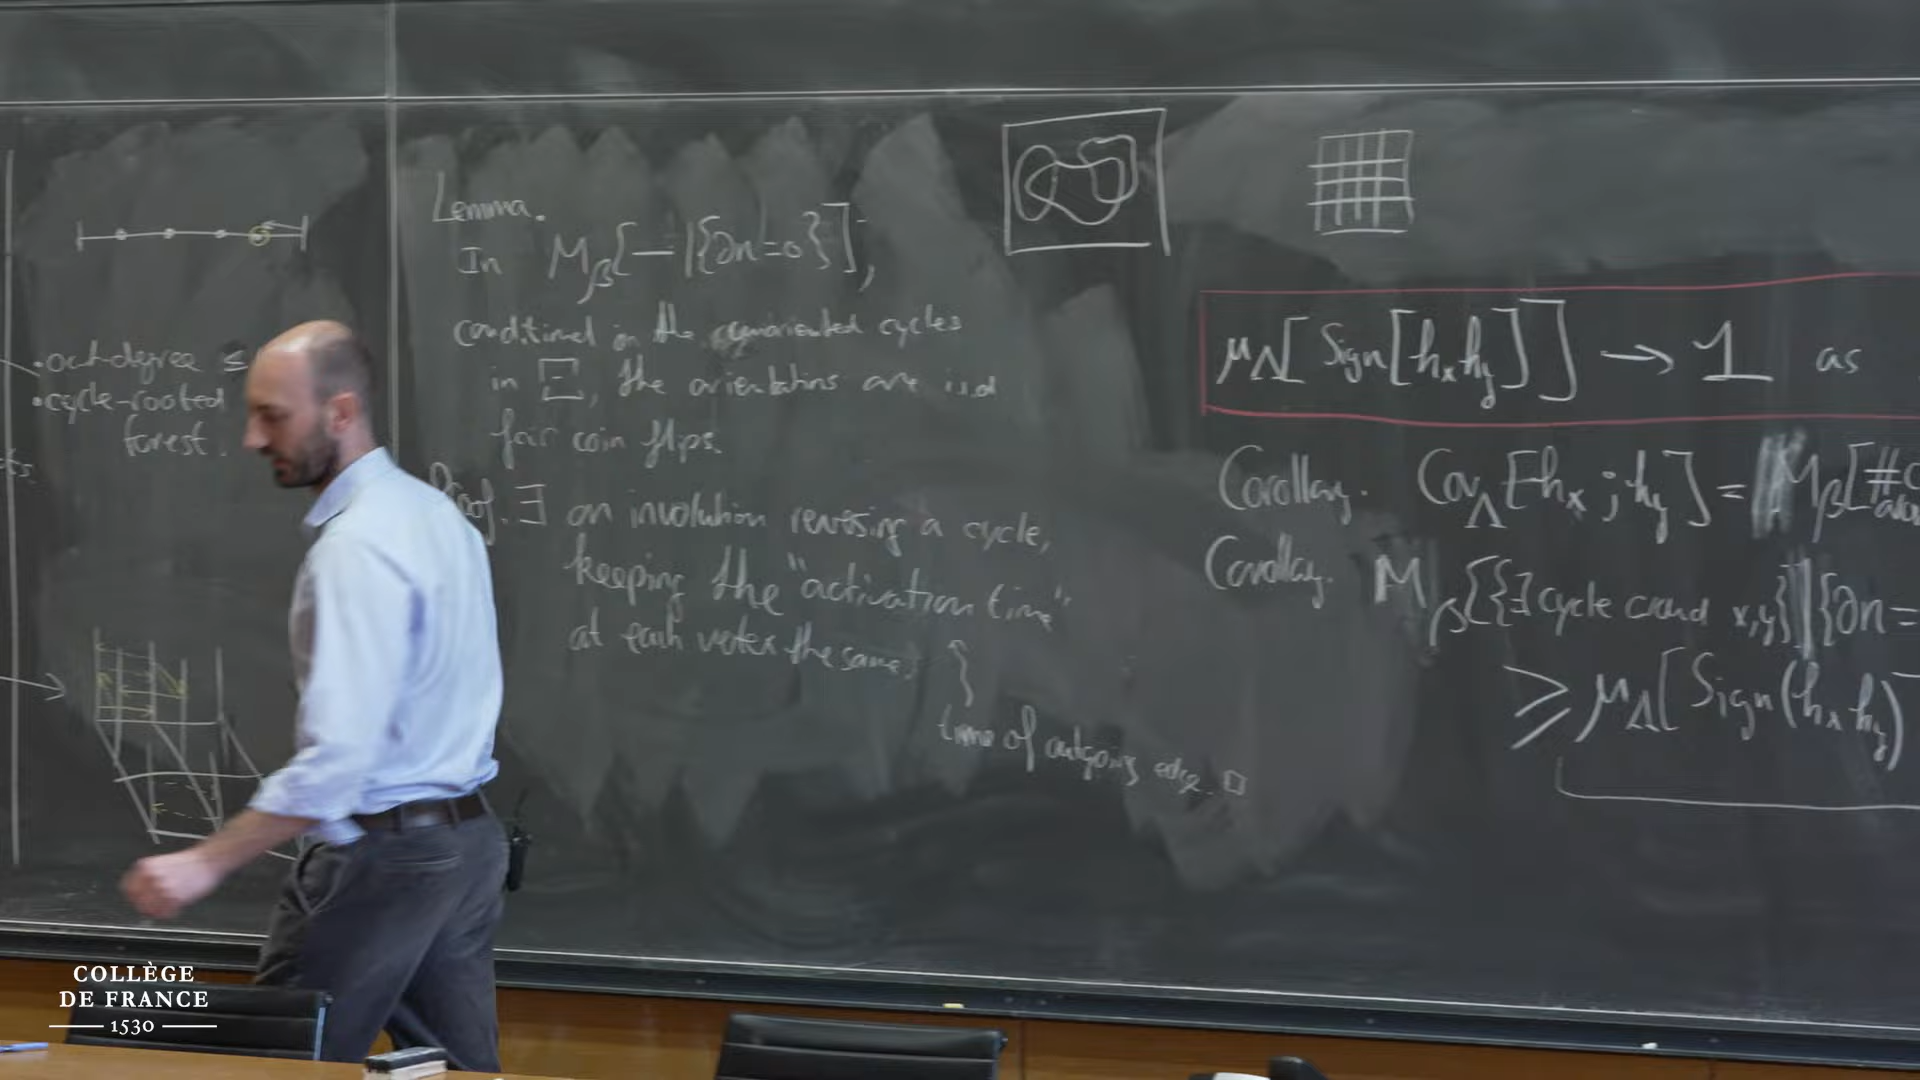 • out-degree ≤
• cycle-rooted
forest.
ts.
Lemma.
In M_β[—|{∂n=0}],
conditional on the unoriented cycles
in Ξ, the orientations are i.i.d
fair coin flips.
Proof. ∃ an involution reversing a cycle,
keeping the "activation time"
at each vertex the same.
time of outgoing edge. □
μ_Λ[Sign[h_x h_y]] → 1 as
Corollary. Cov_Λ[h_x ; h_y] = M_β[#c
Corollary. M_β[{∃ cycle around x,y}|{∂n=
≥ μ_Λ[Sign(h_x h_y)
COLLÈGE
DE FRANCE
1530